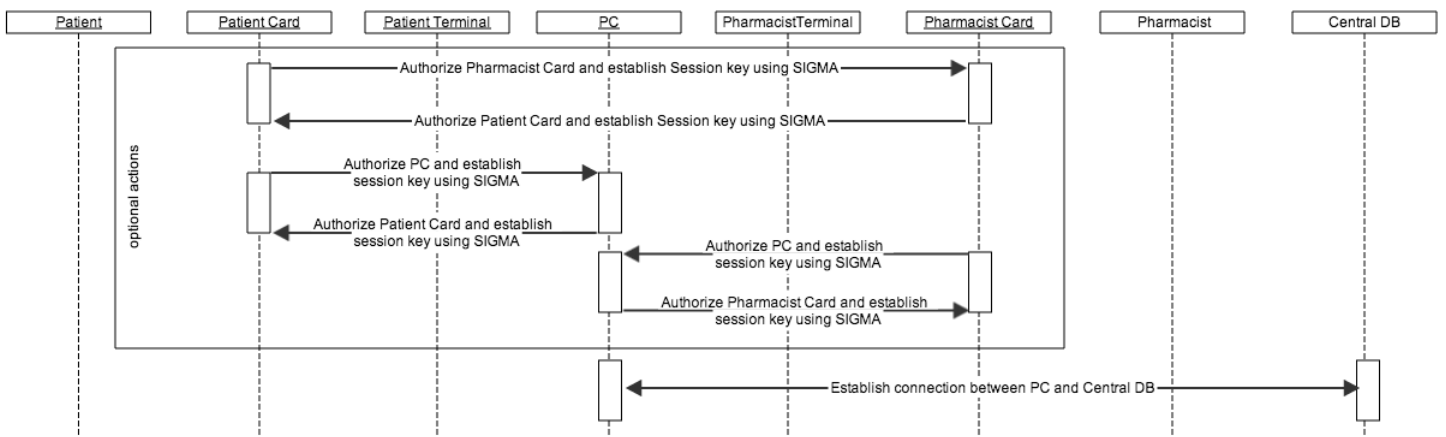 Patient
Patient Card
Patient Terminal
PC
PharmacistTerminal
Pharmacist Card
Pharmacist
Central DB
optional actions
Authorize Pharmacist Card and establish Session key using SIGMA
Authorize Patient Card and establish Session key using SIGMA
Authorize PC and establish
session key using SIGMA
Authorize Patient Card and establish
session key using SIGMA
Authorize PC and establish
session key using SIGMA
Authorize Pharmacist Card and establish
session key using SIGMA
Establish connection between PC and Central DB